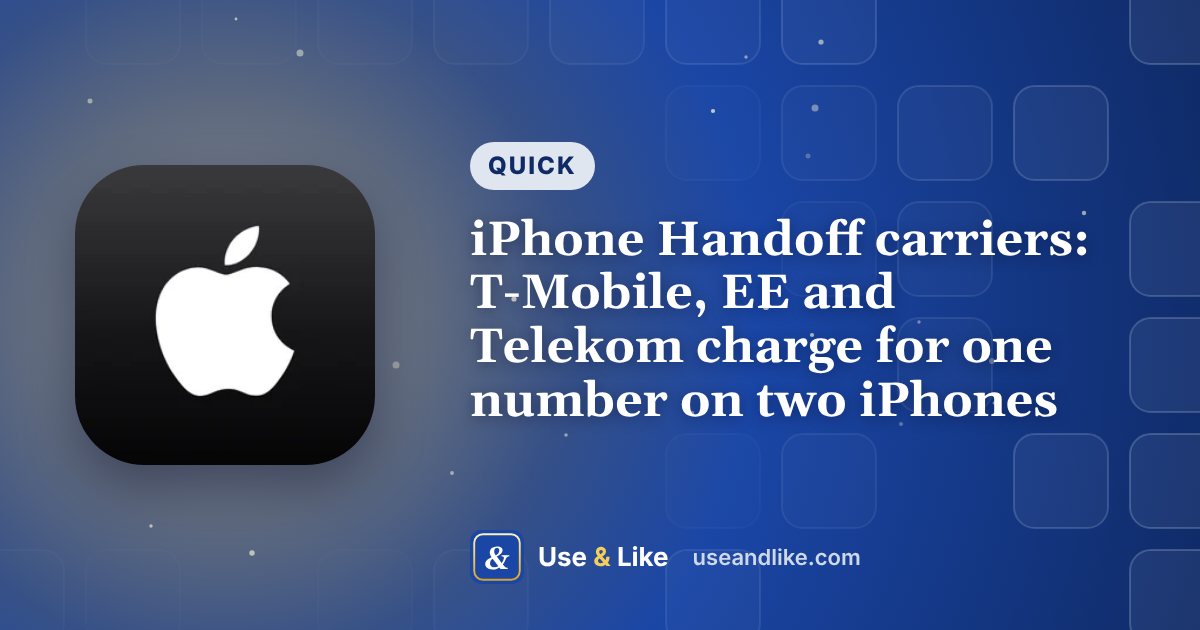 QUICK
iPhone Handoff carriers:
T-Mobile, EE and
Telekom charge for one
number on two iPhones
& Use & Like useandlike.com